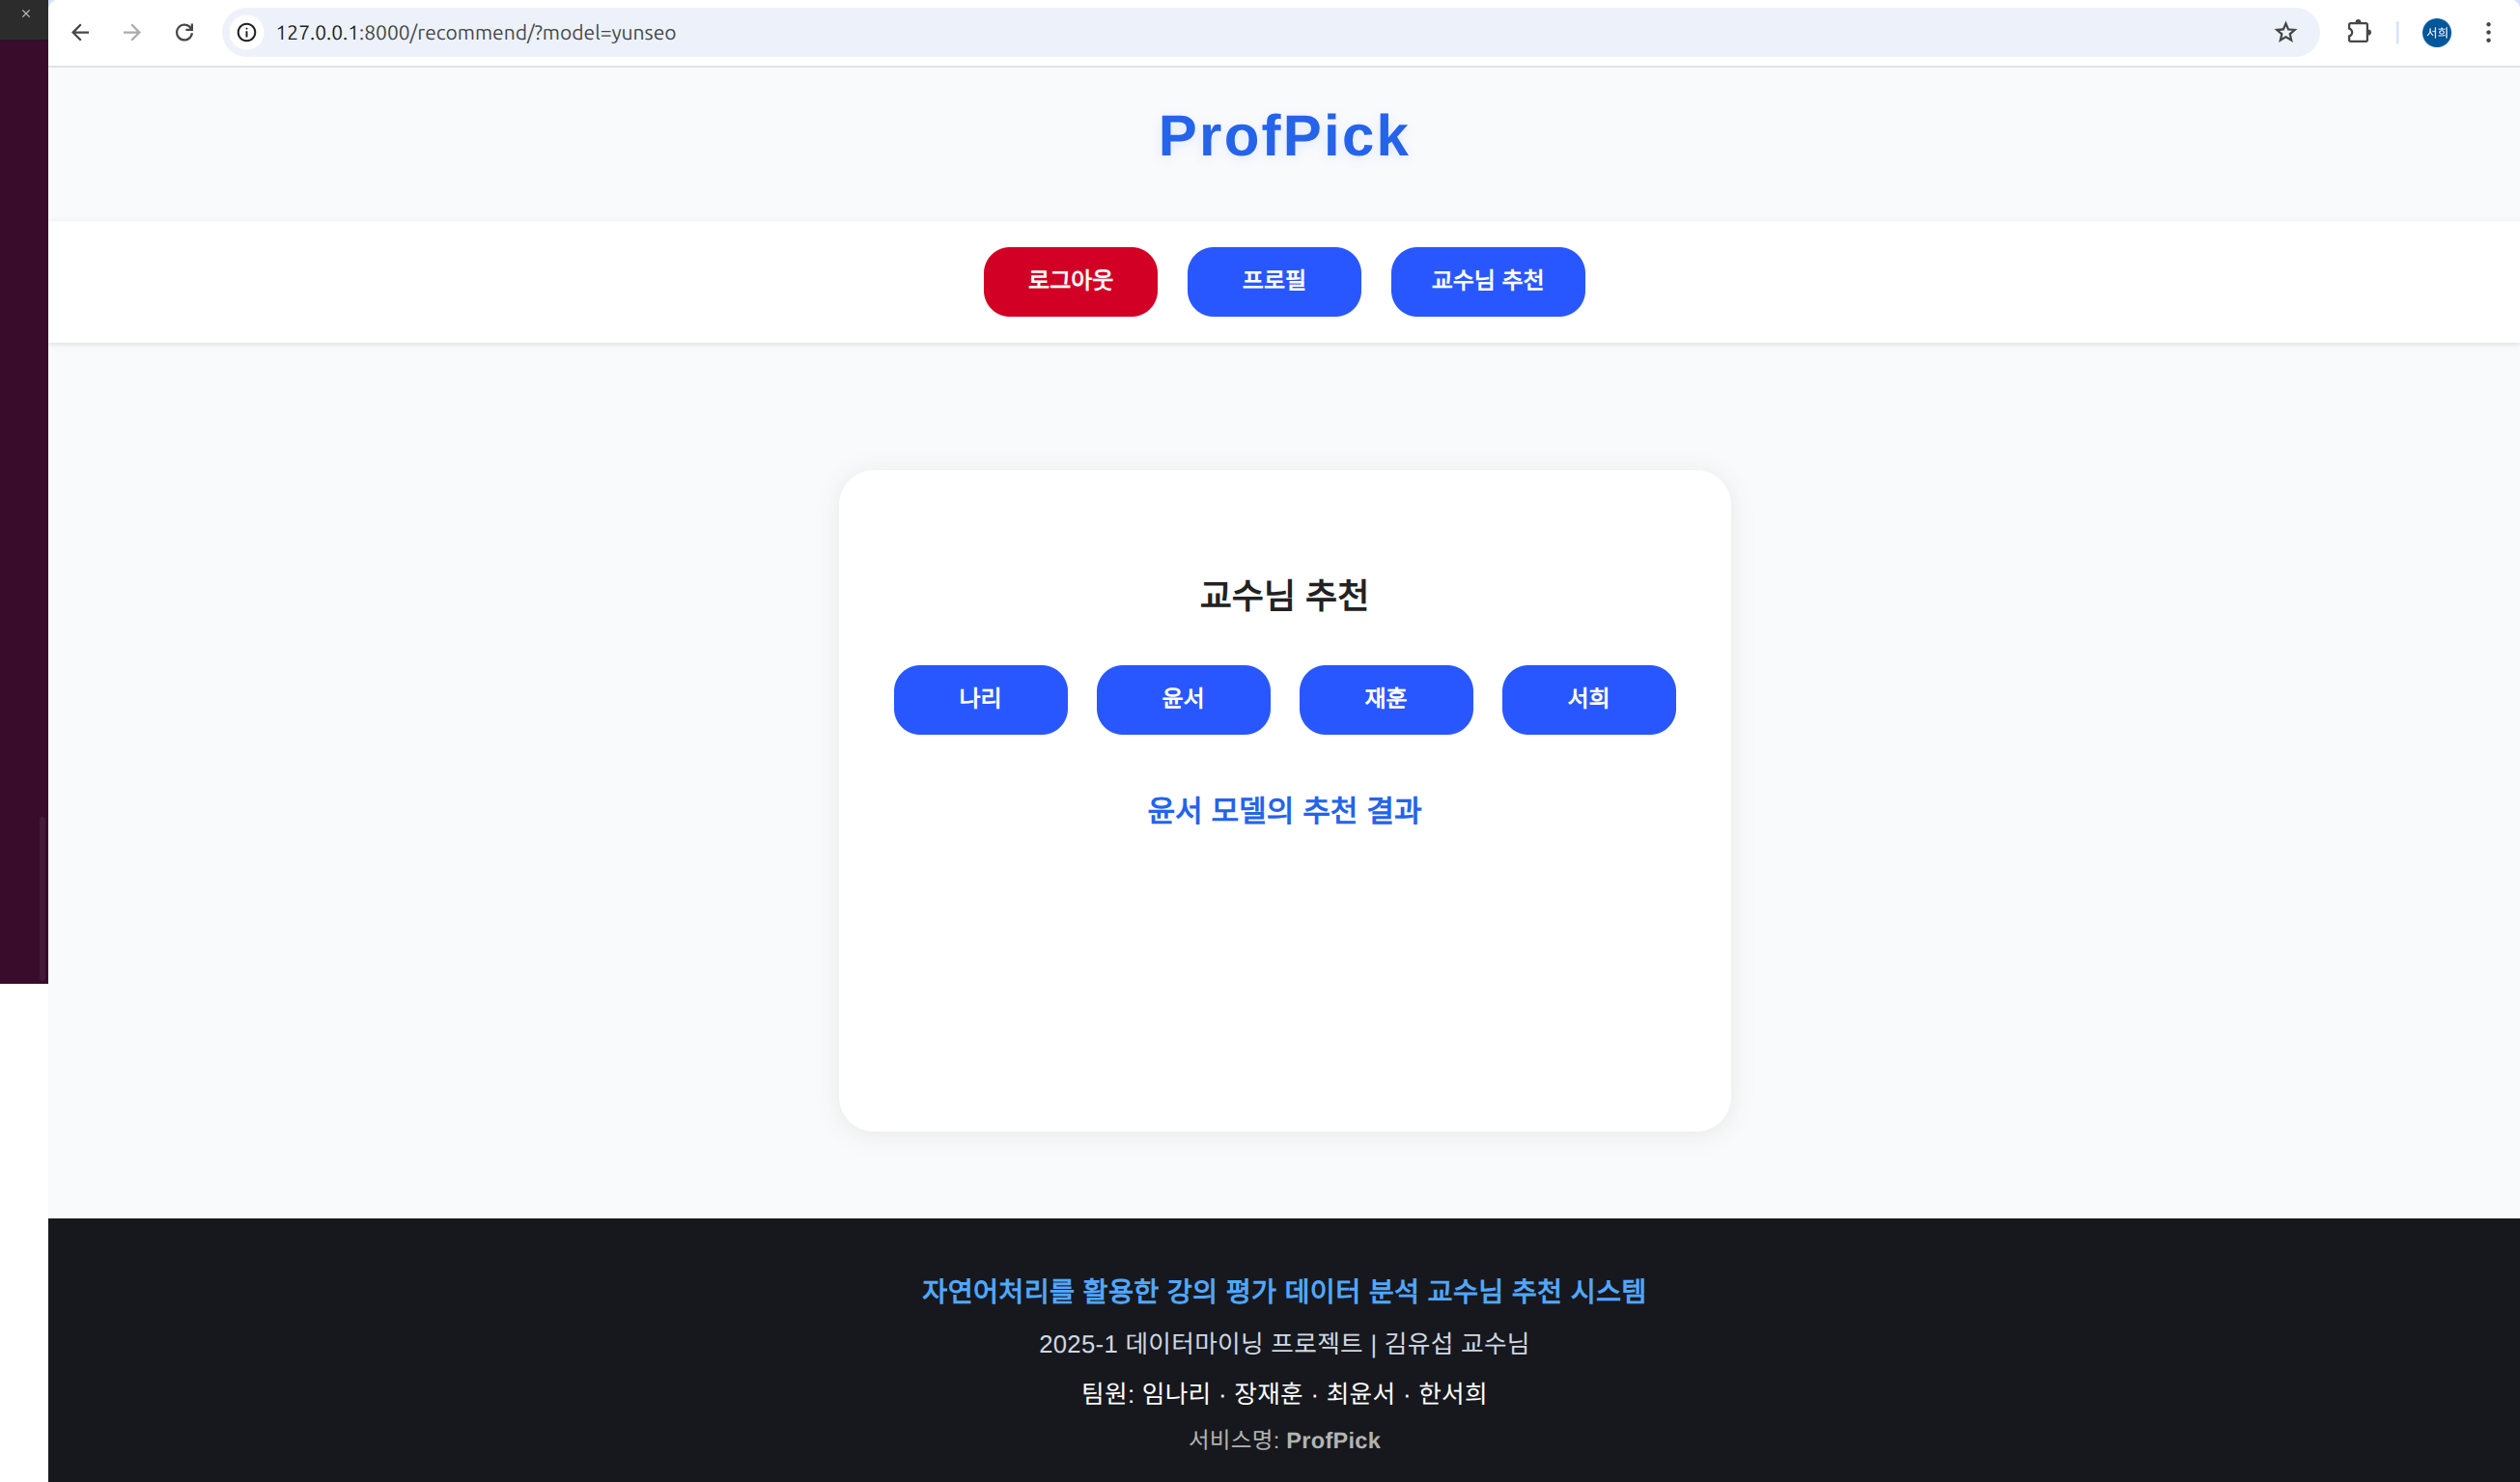 127.0.0.1:8000/recommend/?model=yunseo
서희
ProfPick
로그아웃 프로필 교수님 추천
교수님 추천
나리 윤서 재훈 서희
윤서 모델의 추천 결과
자연어처리를 활용한 강의 평가 데이터 분석 교수님 추천 시스템
2025-1 데이터마이닝 프로젝트 | 김유섭 교수님
팀원: 임나리 · 장재훈 · 최윤서 · 한서희
서비스명: ProfPick